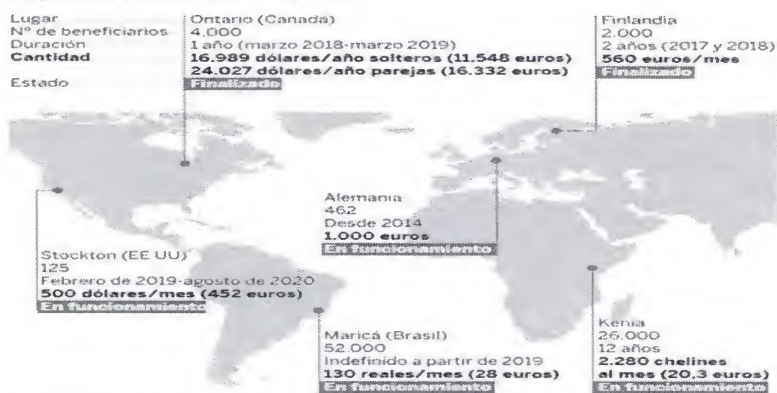 Lugar
Nº de beneficiarios
Duración
Cantidad
Estado
Ontario (Canada)
4.000
1 año (marzo 2018-marzo 2019)
16.989 dólares/año solteros (11.548 euros)
24.027 dólares/año parejas (16.332 euros)
Finalizado
Finlandia
2.000
2 años (2017 y 2018)
560 euros/mes
Finalizado
Stockton (EE UU)
125
Febrero de 2019-agosto de 2020
500 dólares/mes (452 euros)
En funcionamiento
Alemania
462
Desde 2014
1.000 euros
En funcionamiento
Maricá (Brasil)
52.000
Indefinido a partir de 2019
130 reales/mes (28 euros)
En funcionamiento
Kenia
26.000
12 años
2.280 chelines
al mes (20,3 euros)
En funcionamiento